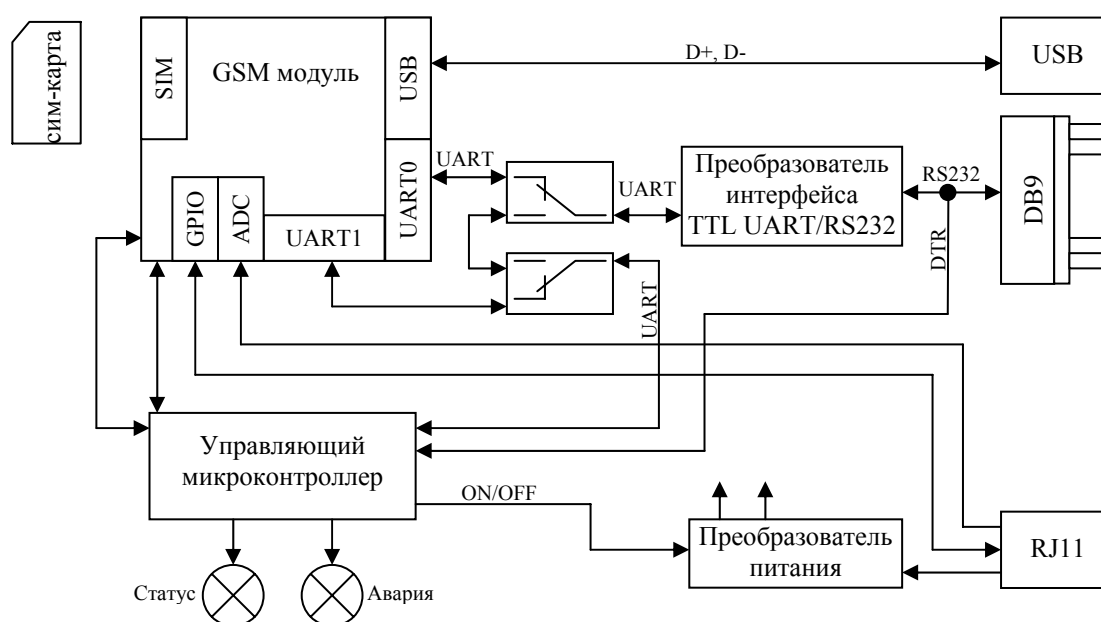 сим-карта
SIM
GSM модуль
USB
D+, D-
USB
UART0
UART
UART
Преобразователь
интерфейса
TTL UART/RS232
RS232
DB9
GPIO
ADC
UART1
DTR
UART
Управляющий
микроконтроллер
ON/OFF
Преобразователь
питания
RJ11
Статус
Авария